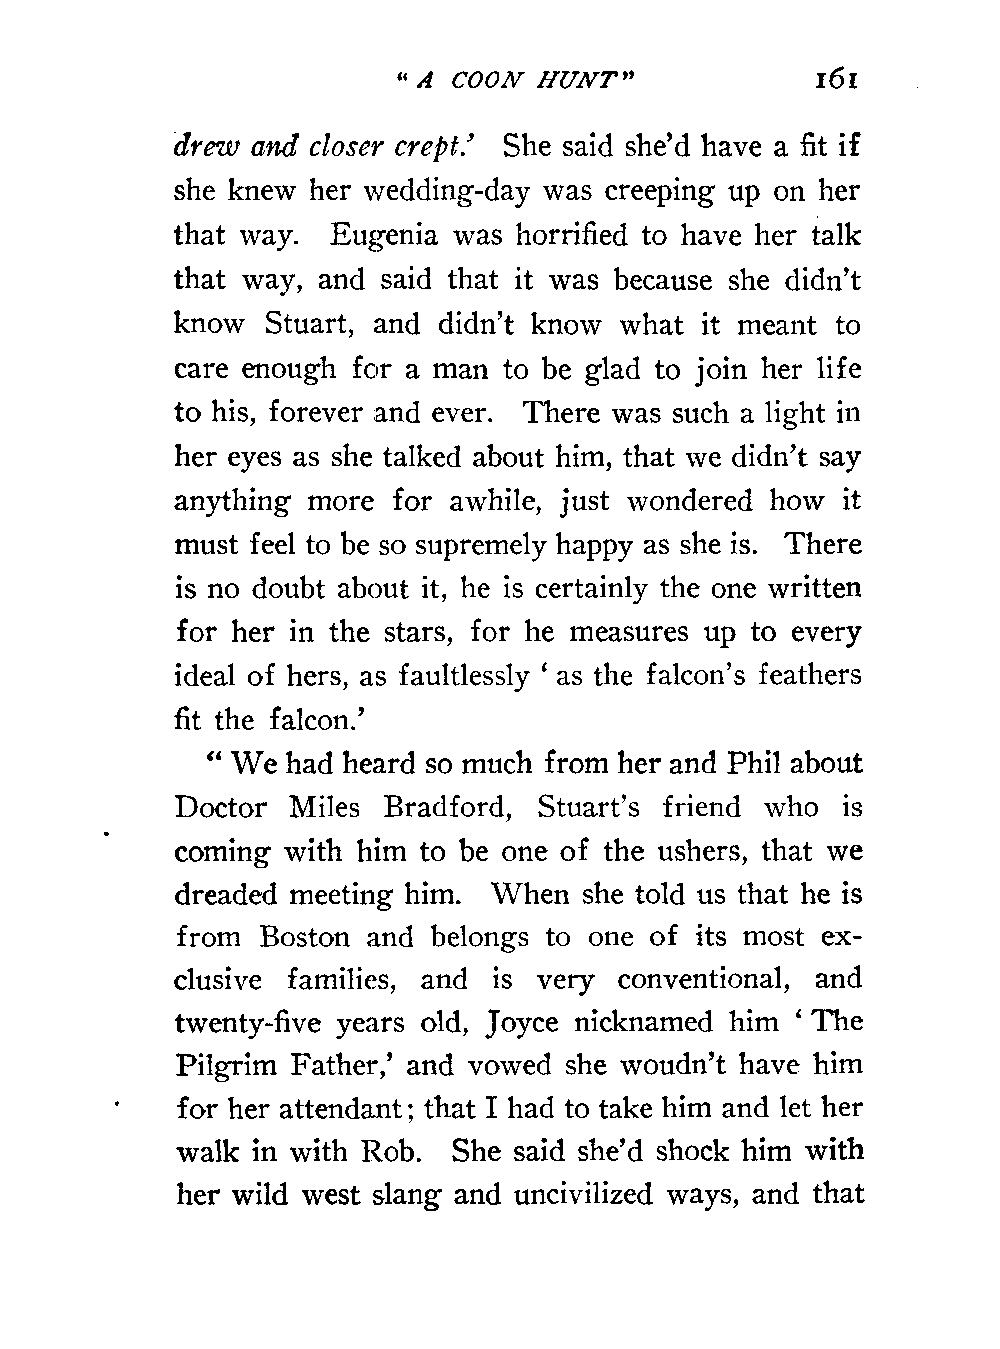 “ A COON HUNT” 161
drew and closer crept.’ She said she’d have a fit if
she knew her wedding-day was creeping up on her
that way. Eugenia was horrified to have her talk
that way, and said that it was because she didn’t
know Stuart, and didn’t know what it meant to
care enough for a man to be glad to join her life
to his, forever and ever. There was such a light in
her eyes as she talked about him, that we didn’t say
anything more for awhile, just wondered how it
must feel to be so supremely happy as she is. There
is no doubt about it, he is certainly the one written
for her in the stars, for he measures up to every
ideal of hers, as faultlessly ‘ as the falcon’s feathers
fit the falcon.’
“ We had heard so much from her and Phil about
Doctor Miles Bradford, Stuart’s friend who is
coming with him to be one of the ushers, that we
dreaded meeting him. When she told us that he is
from Boston and belongs to one of its most ex-
clusive families, and is very conventional, and
twenty-five years old, Joyce nicknamed him ‘ The
Pilgrim Father,’ and vowed she woudn’t have him
for her attendant; that I had to take him and let her
walk in with Rob. She said she’d shock him with
her wild west slang and uncivilized ways, and that